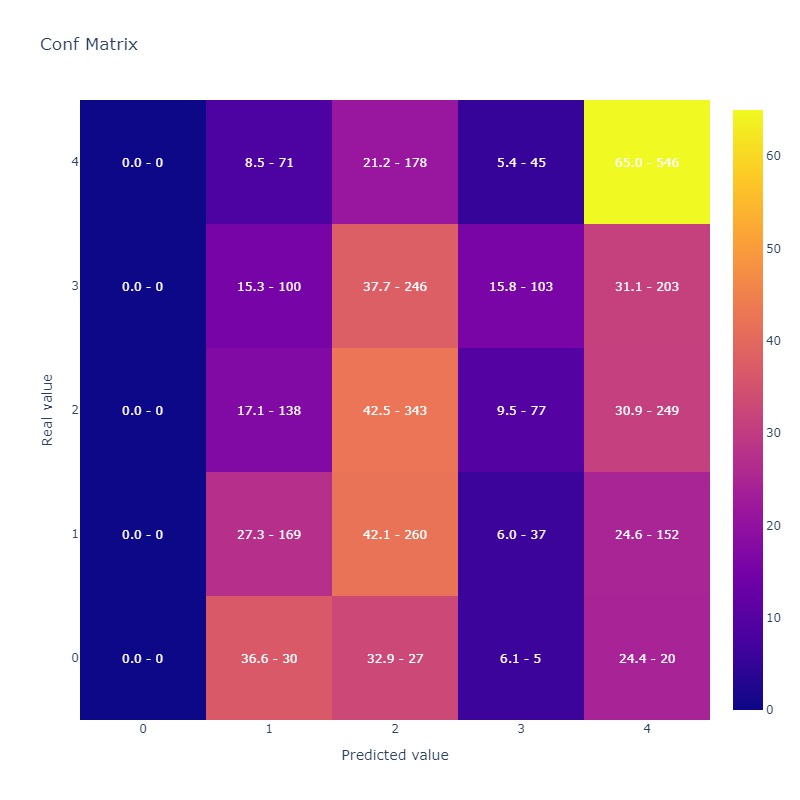 Conf Matrix
4 0.0 - 0 8.5 - 71 21.2 - 178 5.4 - 45 65.0 - 546
3 0.0 - 0 15.3 - 100 37.7 - 246 15.8 - 103 31.1 - 203
2 0.0 - 0 17.1 - 138 42.5 - 343 9.5 - 77 30.9 - 249
1 0.0 - 0 27.3 - 169 42.1 - 260 6.0 - 37 24.6 - 152
0 0.0 - 0 36.6 - 30 32.9 - 27 6.1 - 5 24.4 - 20
0 1 2 3 4
Predicted value
Real value
60
50
40
30
20
10
0